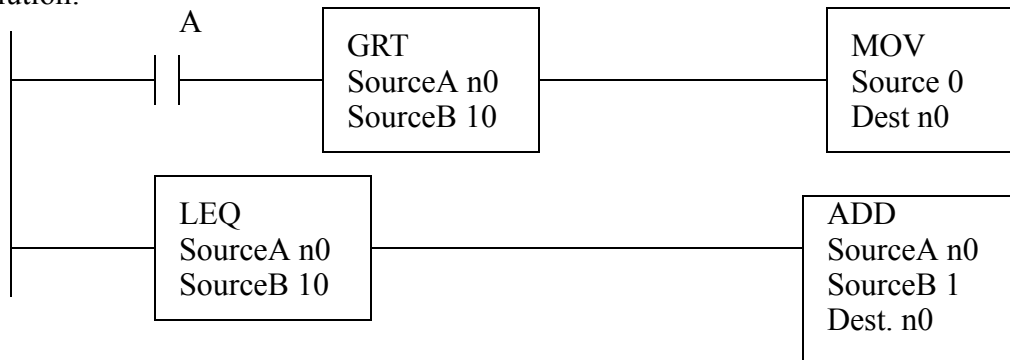 A
GRT
SourceA n0
SourceB 10
MOV
Source 0
Dest n0
LEQ
SourceA n0
SourceB 10
ADD
SourceA n0
SourceB 1
Dest. n0